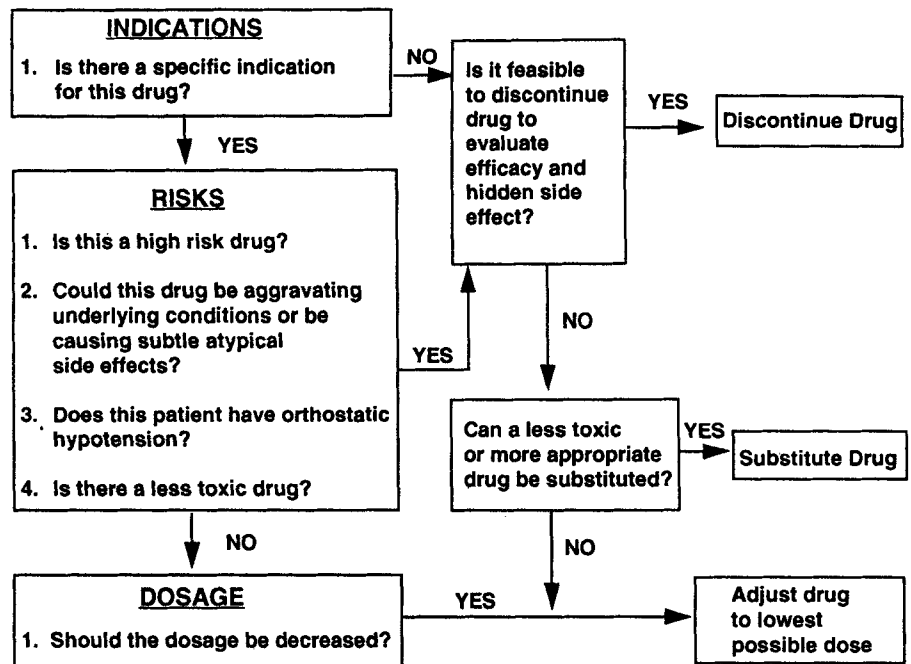 INDICATIONS
1. Is there a specific indication
for this drug?
NO
YES
Is it feasible
to discontinue
drug to
evaluate
efficacy and
hidden side
effect?
YES
Discontinue Drug
RISKS
1. Is this a high risk drug?
2. Could this drug be aggravating
underlying conditions or be
causing subtle atypical
side effects?
3. Does this patient have orthostatic
hypotension?
4. Is there a less toxic drug?
YES
NO
NO
Can a less toxic
or more appropriate
drug be substituted?
YES
Substitute Drug
NO
DOSAGE
1. Should the dosage be decreased?
YES
Adjust drug
to lowest
possible dose